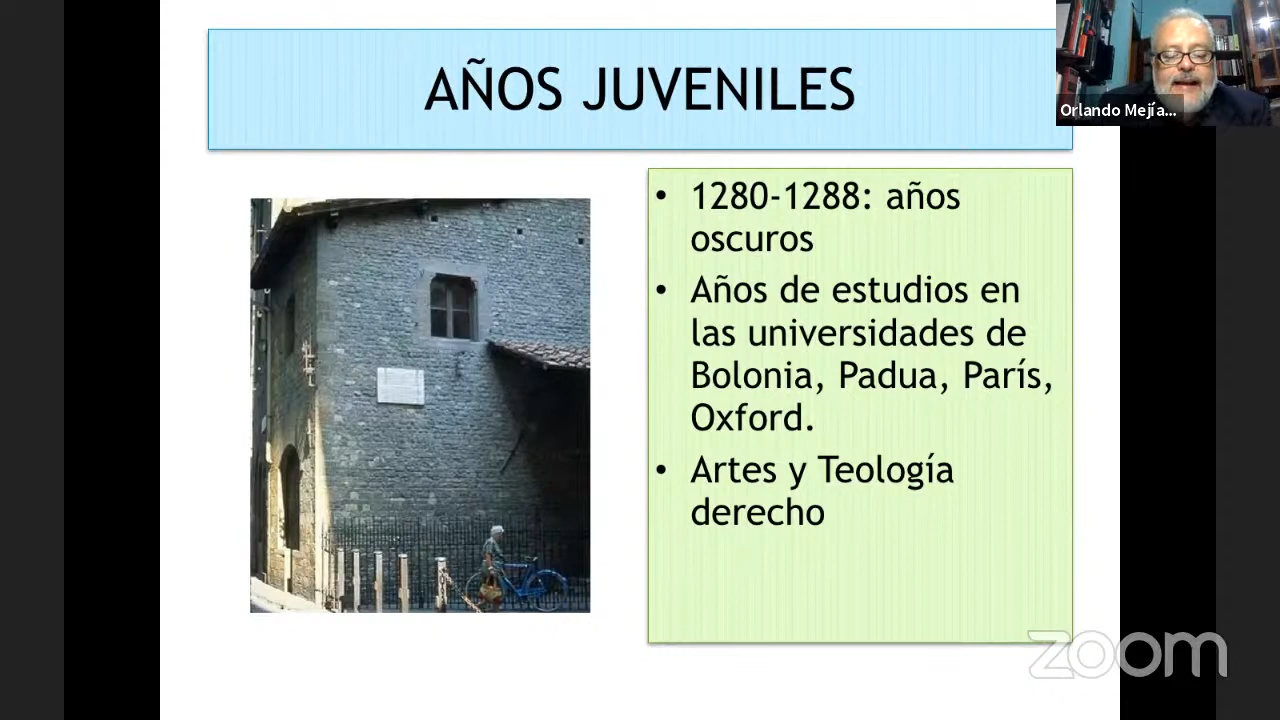 AÑOS JUVENILES
Orlando Mejía...
• 1280-1288: años
oscuros
• Años de estudios en
las universidades de
Bolonia, Padua, París,
Oxford.
• Artes y Teología
derecho
zoom